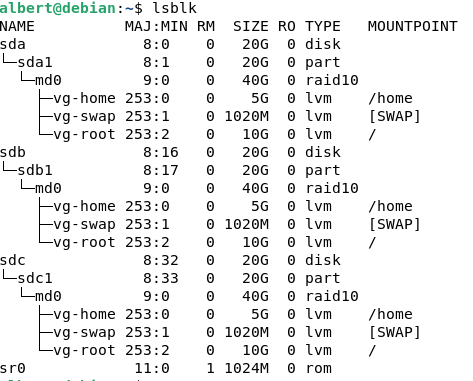 albert@debian:~$ lsblk
NAME MAJ:MIN RM SIZE RO TYPE MOUNTPOINT
sda 8:0 0 20G 0 disk
└─sda1 8:1 0 20G 0 part
└─md0 9:0 0 40G 0 raid10
├─vg-home 253:0 0 5G 0 lvm /home
├─vg-swap 253:1 0 1020M 0 lvm [SWAP]
└─vg-root 253:2 0 10G 0 lvm /
sdb 8:16 0 20G 0 disk
└─sdb1 8:17 0 20G 0 part
└─md0 9:0 0 40G 0 raid10
├─vg-home 253:0 0 5G 0 lvm /home
├─vg-swap 253:1 0 1020M 0 lvm [SWAP]
└─vg-root 253:2 0 10G 0 lvm /
sdc 8:32 0 20G 0 disk
└─sdc1 8:33 0 20G 0 part
└─md0 9:0 0 40G 0 raid10
├─vg-home 253:0 0 5G 0 lvm /home
├─vg-swap 253:1 0 1020M 0 lvm [SWAP]
└─vg-root 253:2 0 10G 0 lvm /
sr0 11:0 1 1024M 0 rom